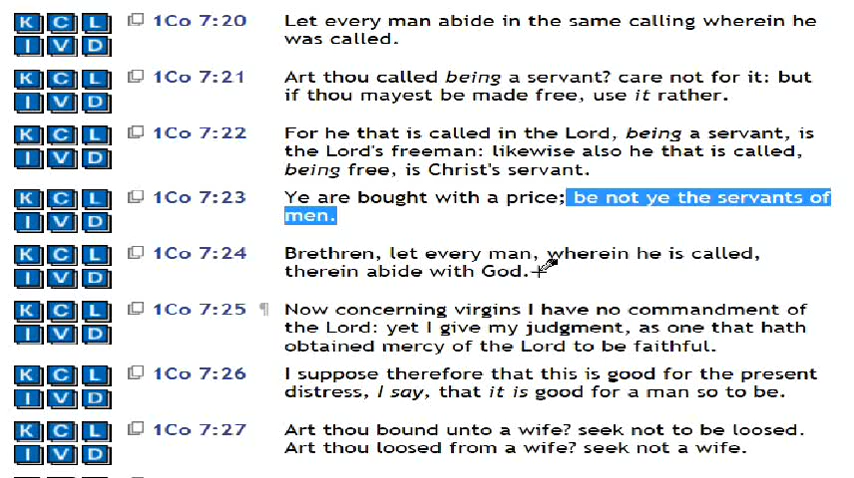 K C L 1Co 7:20 Let every man abide in the same calling wherein he
I V D was called.
K C L 1Co 7:21 Art thou called being a servant? care not for it: but
I V D if thou mayest be made free, use it rather.
K C L 1Co 7:22 For he that is called in the Lord, being a servant, is
I V D the Lord's freeman: likewise also he that is called,
being free, is Christ's servant.
K C L 1Co 7:23 Ye are bought with a price; be not ye the servants of
I V D men.
K C L 1Co 7:24 Brethren, let every man, wherein he is called,
I V D therein abide with God.
K C L 1Co 7:25 ¶ Now concerning virgins I have no commandment of
I V D the Lord: yet I give my judgment, as one that hath
obtained mercy of the Lord to be faithful.
K C L 1Co 7:26 I suppose therefore that this is good for the present
I V D distress, I say, that it is good for a man so to be.
K C L 1Co 7:27 Art thou bound unto a wife? seek not to be loosed.
I V D Art thou loosed from a wife? seek not a wife.